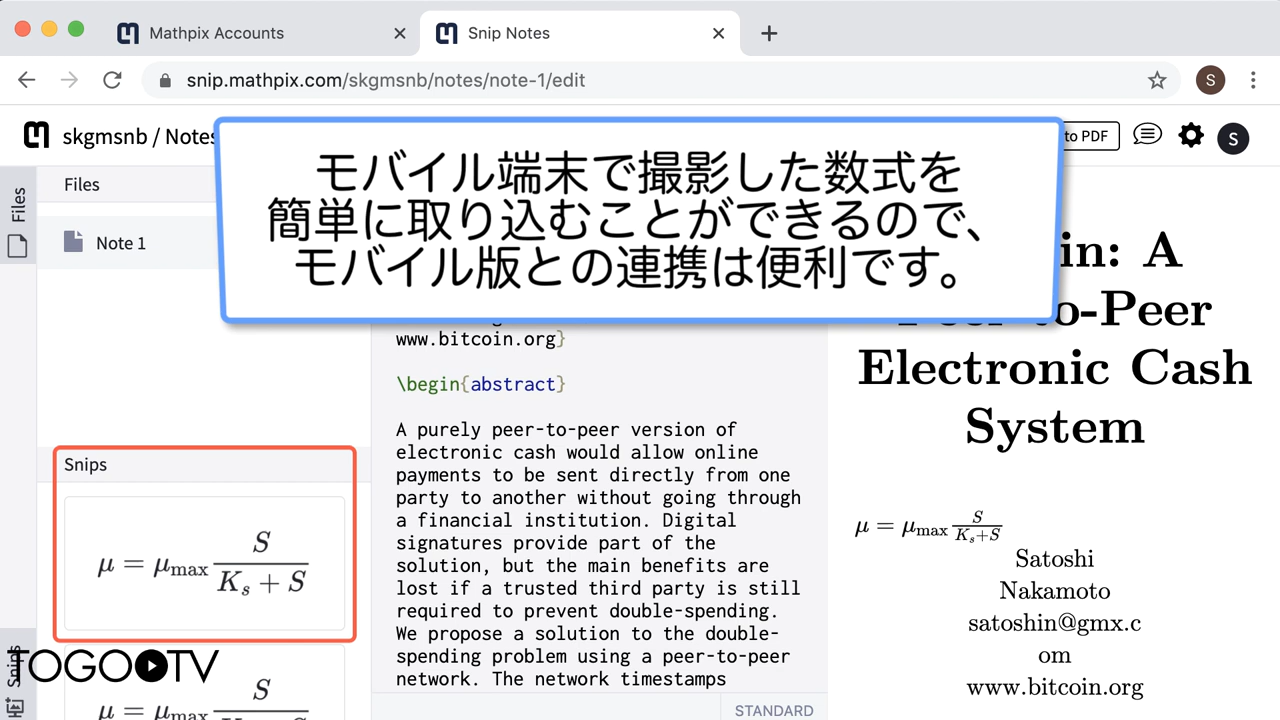 Mathpix Accounts
Snip Notes
snip.mathpix.com/skgmsnb/notes/note-1/edit
S
skgmsnb / Notes
to PDF
S
モバイル端末で撮影した数式を
簡単に取り込むことができるので、
モバイル版との連携は便利です。
Files
Files
Note 1
in: A
Peer-to-Peer
Electronic Cash
System
www.bitcoin.org}
\begin{abstract}
A purely peer-to-peer version of
electronic cash would allow online
payments to be sent directly from one
party to another without going through
a financial institution. Digital
signatures provide part of the
solution, but the main benefits are
lost if a trusted third party is still
required to prevent double-spending.
We propose a solution to the double-
spending problem using a peer-to-peer
network. The network timestamps
STANDARD
Snips
μ = μ_max S / (K_s + S)
Snips
μ = μ_max S
TOGO TV
μ = μ_max S / (K_s + S)
Satoshi
Nakamoto
satoshin@gmx.c
om
www.bitcoin.org